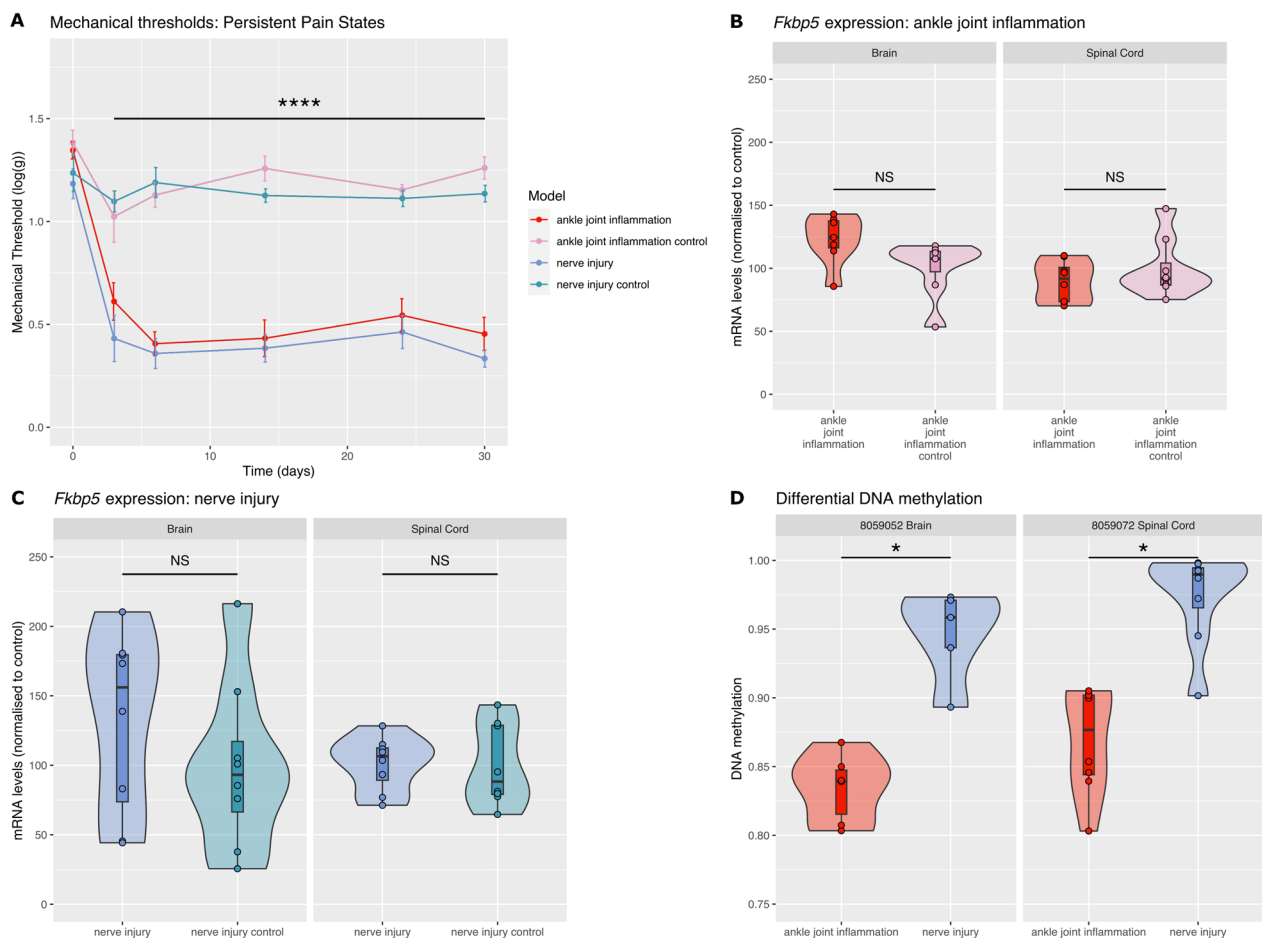 A Mechanical thresholds: Persistent Pain States
****
Mechanical Threshold (log(g))
1.5
1.0
0.5
0.0
0
10
20
30
Time (days)
Model
ankle joint inflammation
ankle joint inflammation control
nerve injury
nerve injury control
B Fkbp5 expression: ankle joint inflammation
Brain
Spinal Cord
NS
NS
mRNA levels (normalised to control)
250
200
150
100
50
0
ankle
joint
inflammation
ankle
joint
inflammation
control
ankle
joint
inflammation
ankle
joint
inflammation
control
C Fkbp5 expression: nerve injury
Brain
Spinal Cord
NS
NS
mRNA levels (normalised to control)
250
200
150
100
50
0
nerve injury
nerve injury control
nerve injury
nerve injury control
D Differential DNA methylation
8059052 Brain
8059072 Spinal Cord
*
*
DNA methylation
1.00
0.95
0.90
0.85
0.80
0.75
ankle joint inflammation
nerve injury
ankle joint inflammation
nerve injury